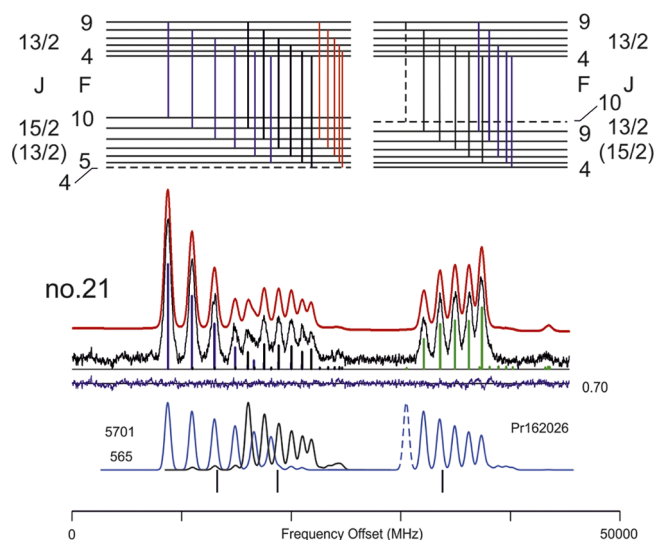 9 9
13/2 13/2
4 4
J F F J
10 10
15/2 9 13/2
(13/2) 5 (15/2)
4 4
no.21
0.70
5701 Pr162026
565
0 Frequency Offset (MHz) 50000